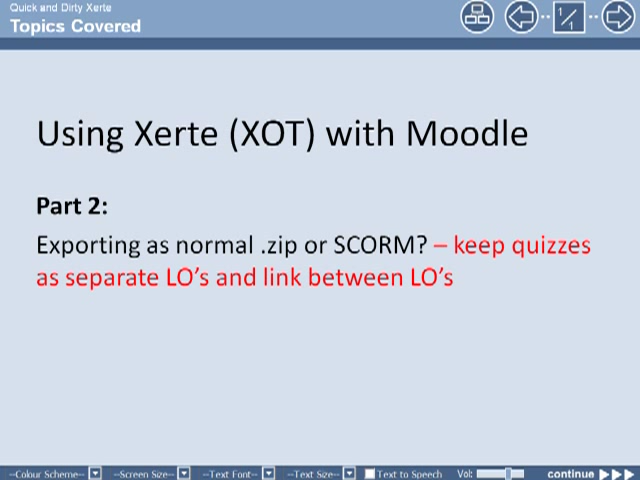 Quick and Dirty Xerte
Topics Covered
1/1
Using Xerte (XOT) with Moodle
Part 2:
Exporting as normal .zip or SCORM? – keep quizzes
as separate LO's and link between LO's
--Colour Scheme-- --Screen Size-- --Text Font-- --Text Size-- Text to Speech Vol: continue